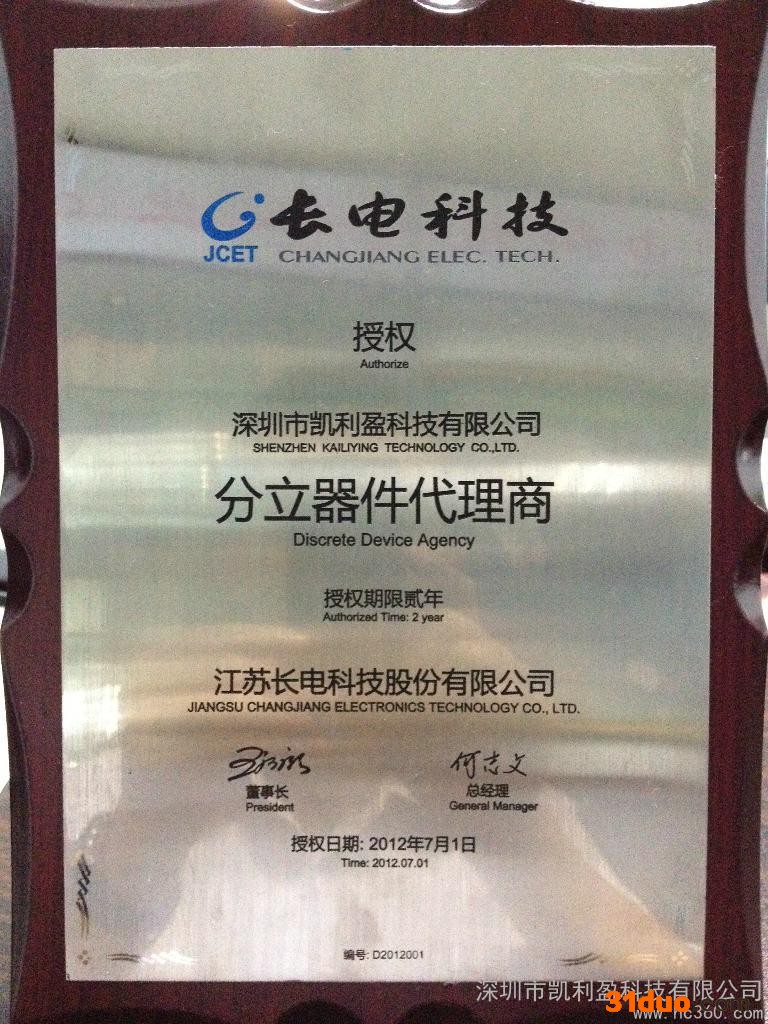 长电科技
JCET CHANGJIANG ELEC. TECH.
授权
Authorize
深圳市凯利盈科技有限公司
SHENZHEN KAILIYING TECHNOLOGY CO.,LTD.
分立器件代理商
Discrete Device Agency
授权期限贰年
Authorized Time: 2 year
江苏长电科技股份有限公司
JIANGSU CHANGJIANG ELECTRONICS TECHNOLOGY CO., LTD.
何志文
董事长 总经理
President General Manager
授权日期: 2012年7月1日
Time: 2012.07.01
编号: D2012001
深圳市凯利盈科技有限公司
31duo
www.hc360.com